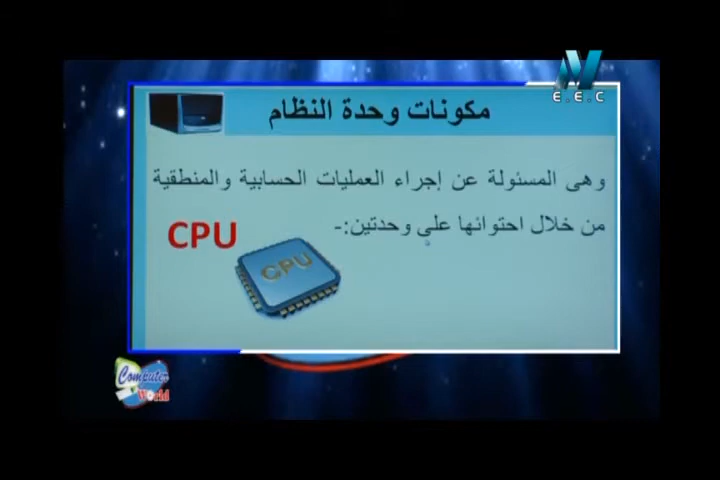 E.E.C
مكونات وحدة النظام
وهى المسئولة عن إجراء العمليات الحسابية والمنطقية
من خلال احتوائها على وحدتين:-
CPU
CPU
Computer
World